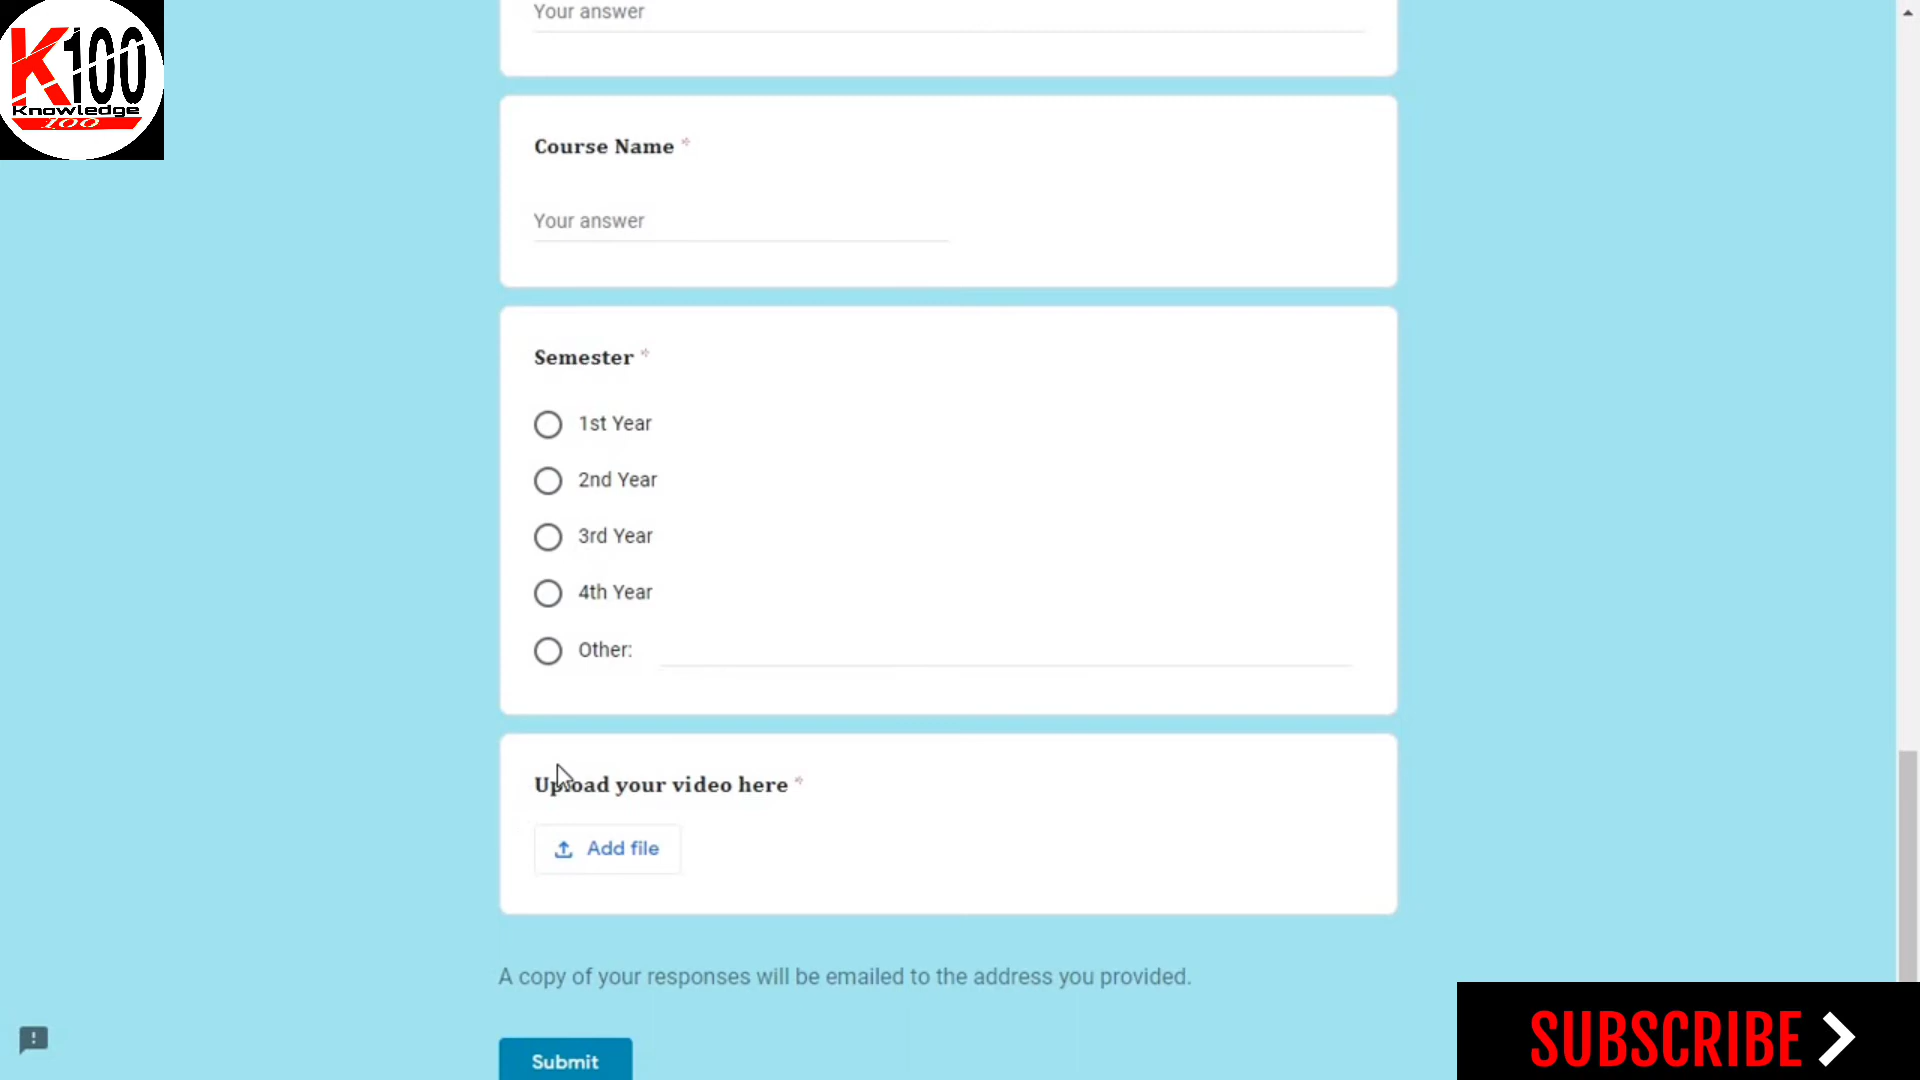 K100
Knowledge
100
Your answer
Course Name *
Your answer
Semester *
1st Year
2nd Year
3rd Year
4th Year
Other:
Upload your video here *
Add file
A copy of your responses will be emailed to the address you provided.
Submit
SUBSCRIBE